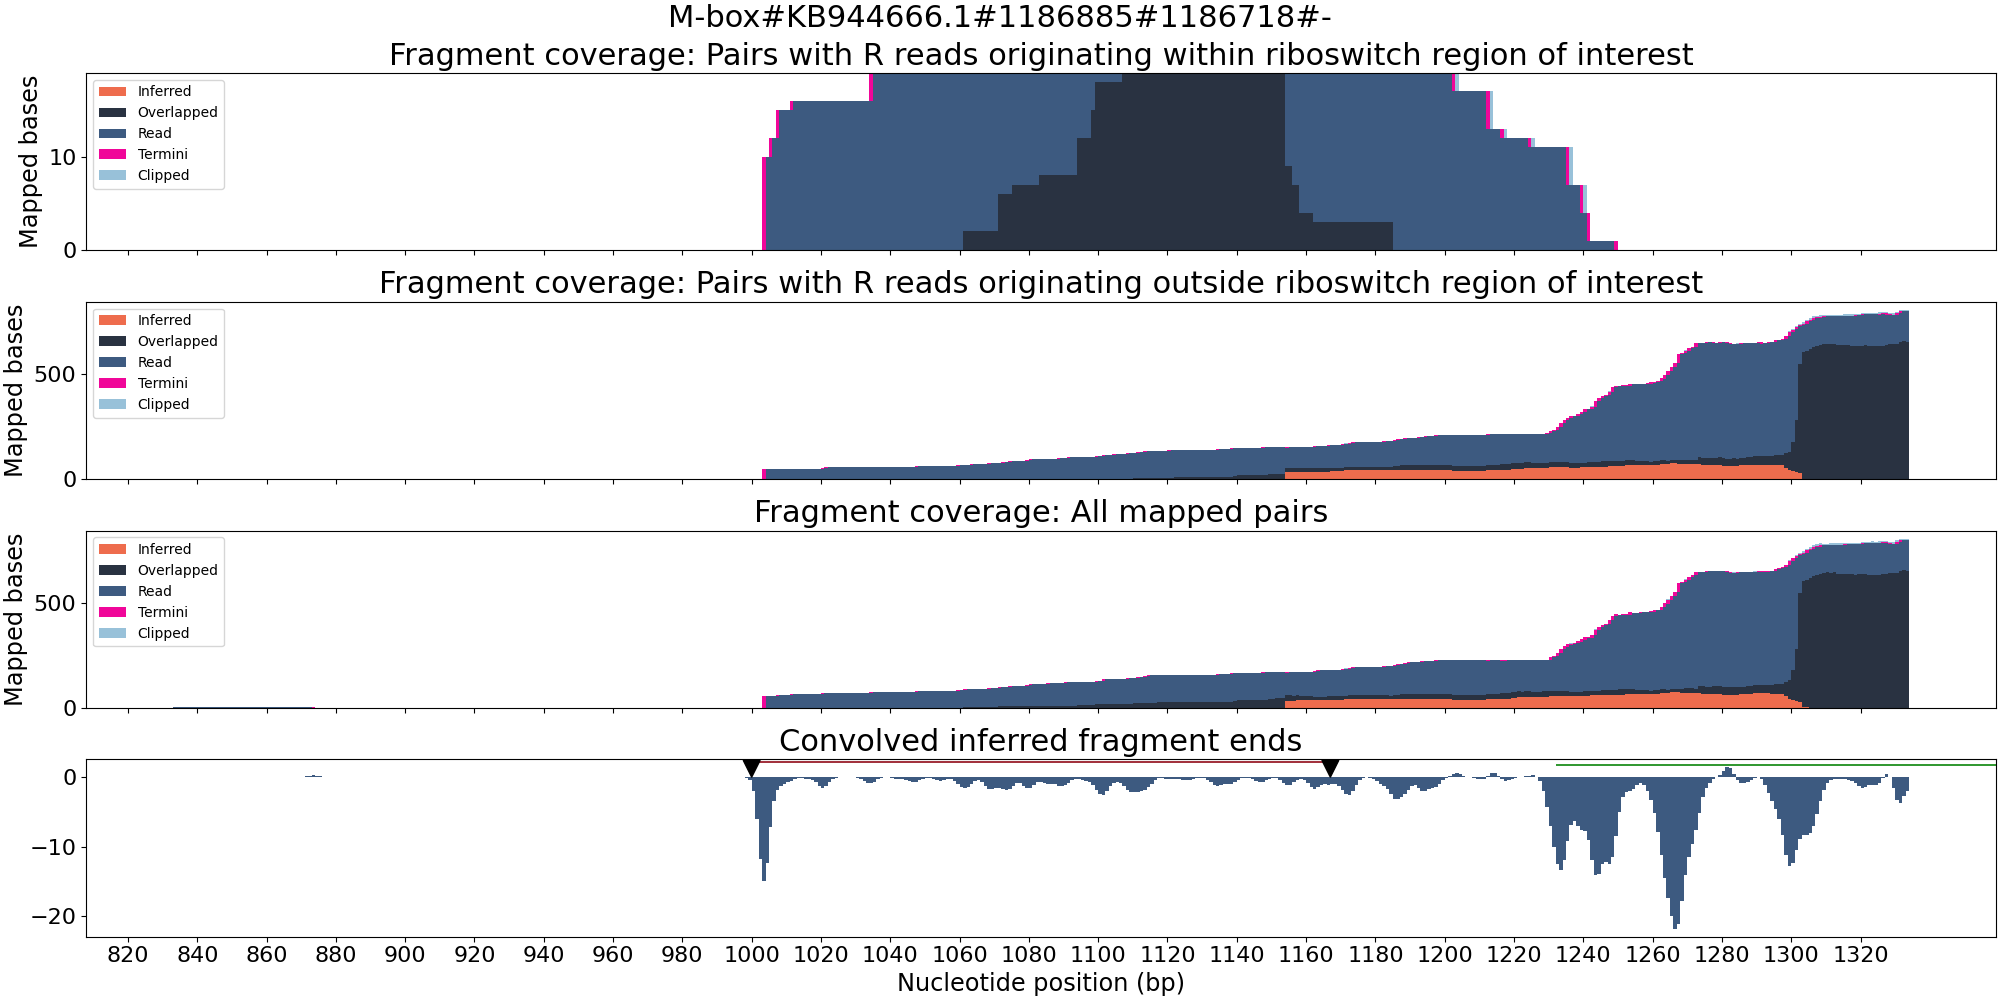 M-box#KB944666.1#1186885#1186718#-
Fragment coverage: Pairs with R reads originating within riboswitch region of interest
Mapped bases
10
0
Inferred
Overlapped
Read
Termini
Clipped
Fragment coverage: Pairs with R reads originating outside riboswitch region of interest
Mapped bases
500
0
Inferred
Overlapped
Read
Termini
Clipped
Fragment coverage: All mapped pairs
Mapped bases
500
0
Inferred
Overlapped
Read
Termini
Clipped
Convolved inferred fragment ends
0
−10
−20
820 840 860 880 900 920 940 960 980 1000 1020 1040 1060 1080 1100 1120 1140 1160 1180 1200 1220 1240 1260 1280 1300 1320
Nucleotide position (bp)